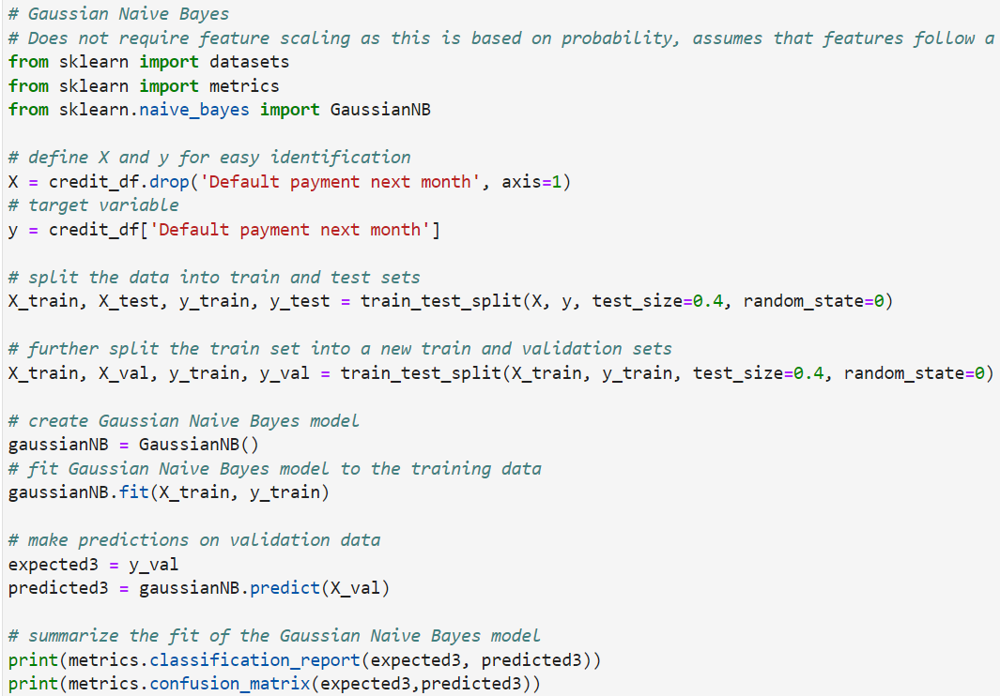 # Gaussian Naive Bayes
# Does not require feature scaling as this is based on probability, assumes that features follow a
from sklearn import datasets
from sklearn import metrics
from sklearn.naive_bayes import GaussianNB
# define X and y for easy identification
X = credit_df.drop('Default payment next month', axis=1)
# target variable
y = credit_df['Default payment next month']
# split the data into train and test sets
X_train, X_test, y_train, y_test = train_test_split(X, y, test_size=0.4, random_state=0)
# further split the train set into a new train and validation sets
X_train, X_val, y_train, y_val = train_test_split(X_train, y_train, test_size=0.4, random_state=0)
# create Gaussian Naive Bayes model
gaussianNB = GaussianNB()
# fit Gaussian Naive Bayes model to the training data
gaussianNB.fit(X_train, y_train)
# make predictions on validation data
expected3 = y_val
predicted3 = gaussianNB.predict(X_val)
# summarize the fit of the Gaussian Naive Bayes model
print(metrics.classification_report(expected3, predicted3))
print(metrics.confusion_matrix(expected3,predicted3))